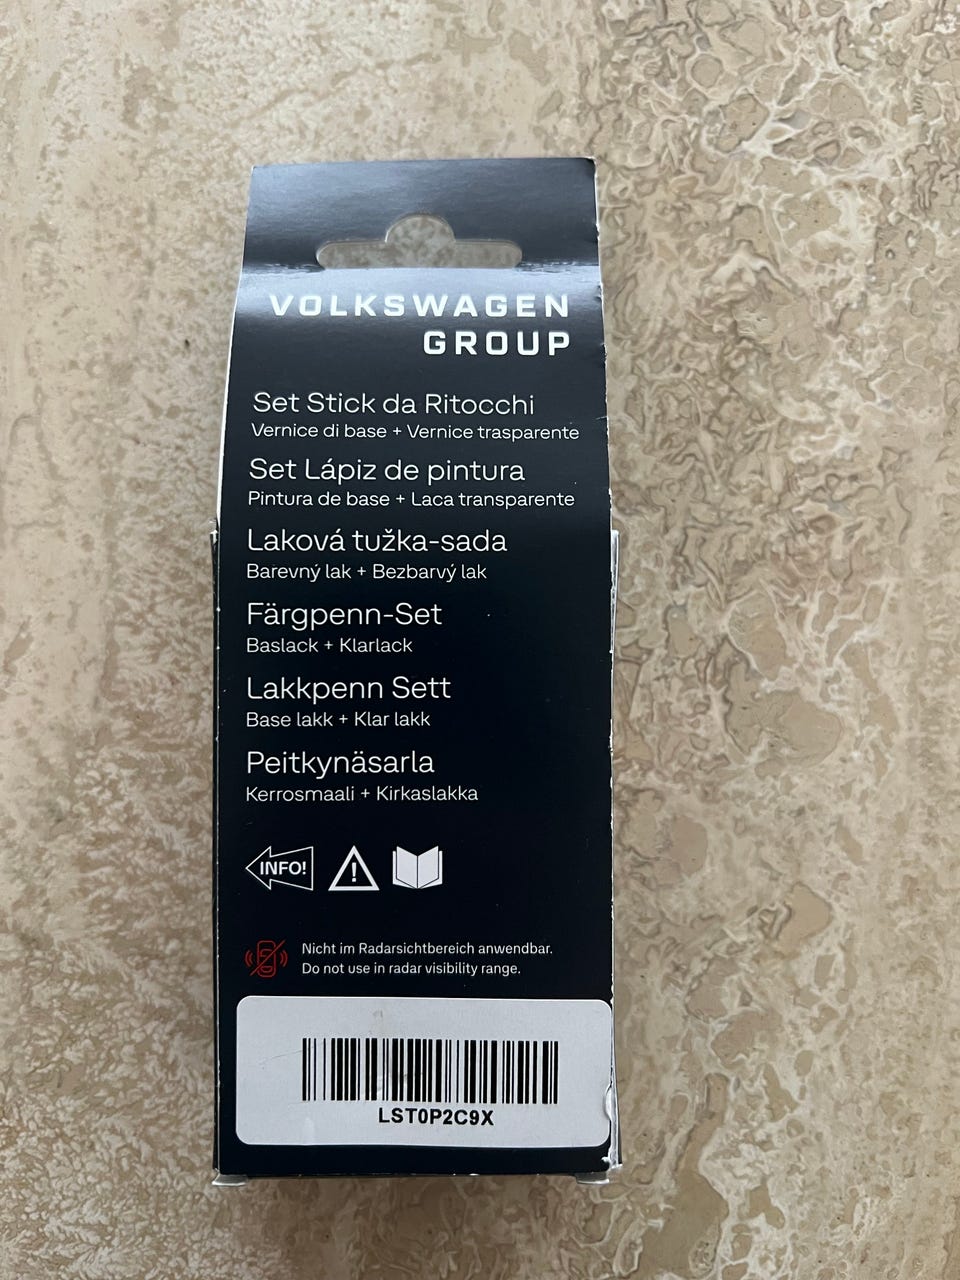 VOLKSWAGEN
GROUP
Set Stick da Ritocchi
Vernice di base + Vernice trasparente
Set Lápiz de pintura
Pintura de base + Laca transparente
Laková tužka-sada
Barevný lak + Bezbarvý lak
Färgpenn-Set
Baslack + Klarlack
Lakkpenn Sett
Base lakk + Klar lakk
Peitkynäsarla
Kerrosmaali + Kirkaslakka
INFO!
Nicht im Radarsichtbereich anwendbar.
Do not use in radar visibility range.
LST0P2C9X